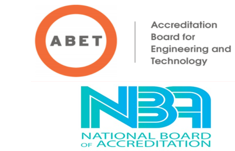 ABET
Accreditation
Board for
Engineering and
Technology
NBA
NATIONAL BOARD
OF ACCREDITATION